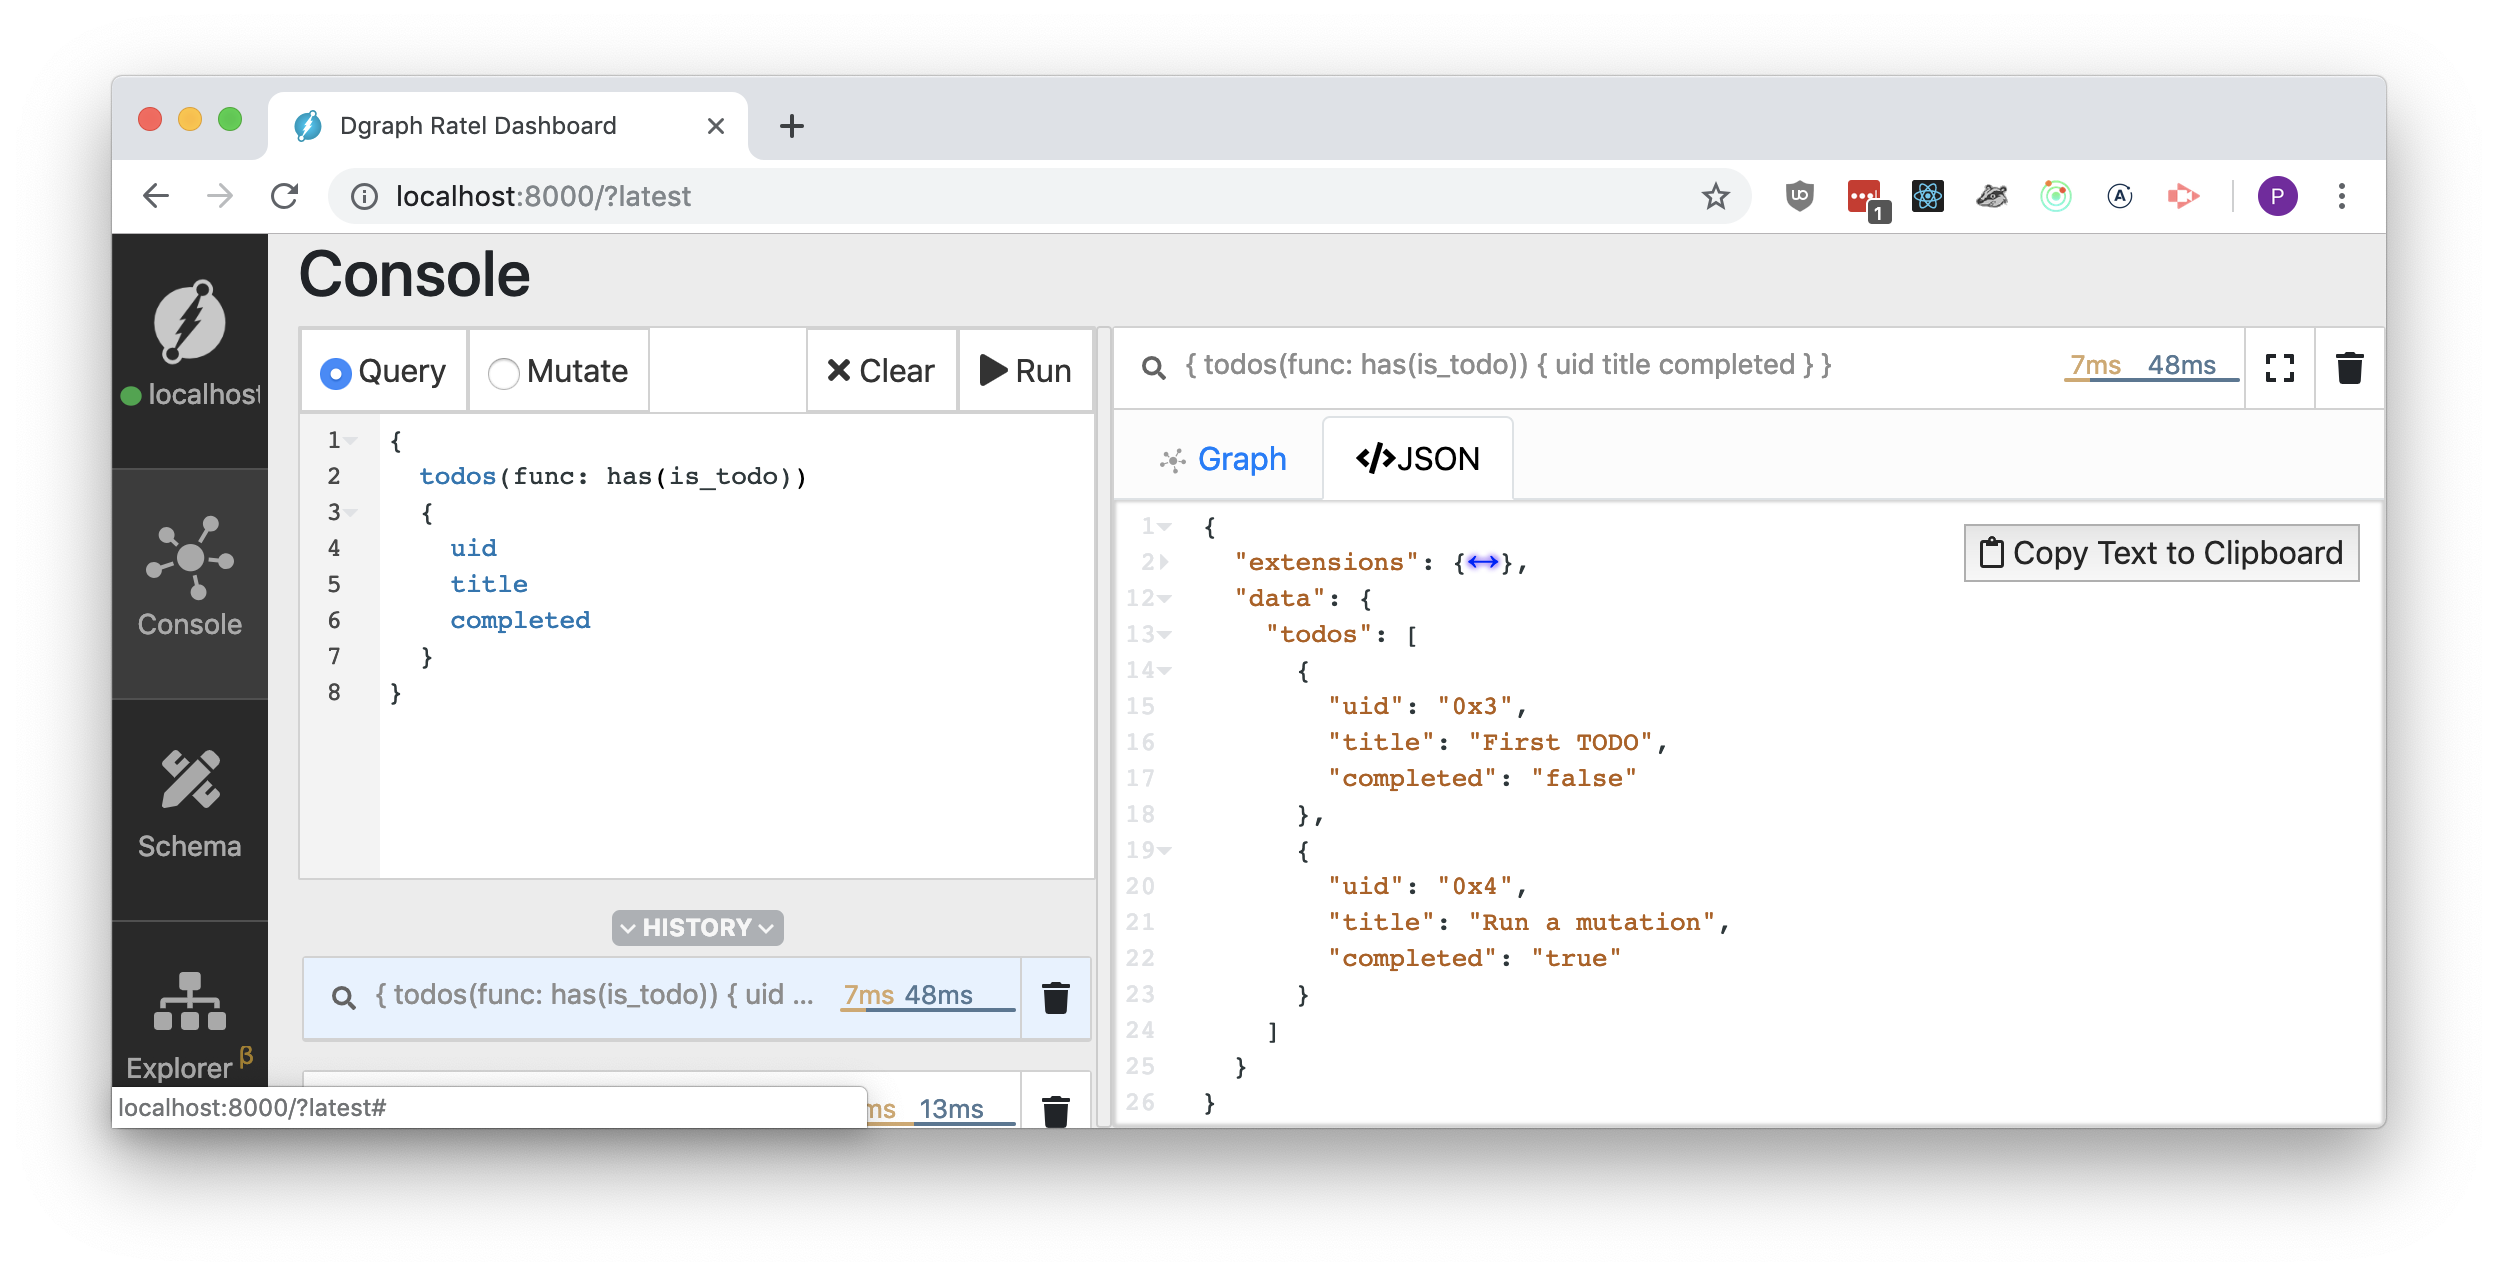 Dgraph Ratel Dashboard
localhost:8000/?latest
1
P
localhost
Console
Schema
Explorer β
localhost:8000/?latest#
Console
Query
Mutate
Clear
Run
1 {
2 todos(func: has(is_todo))
3 {
4 uid
5 title
6 completed
7 }
8 }
HISTORY
{ todos(func: has(is_todo)) { uid ... 7ms 48ms
ms 13ms
{ todos(func: has(is_todo)) { uid title completed } } 7ms 48ms
Graph
</>JSON
Copy Text to Clipboard
1 {
2 "extensions": {↔},
12 "data": {
13 "todos": [
14 {
15 "uid": "0x3",
16 "title": "First TODO",
17 "completed": "false"
18 },
19 {
20 "uid": "0x4",
21 "title": "Run a mutation",
22 "completed": "true"
23 }
24 ]
25 }
26 }